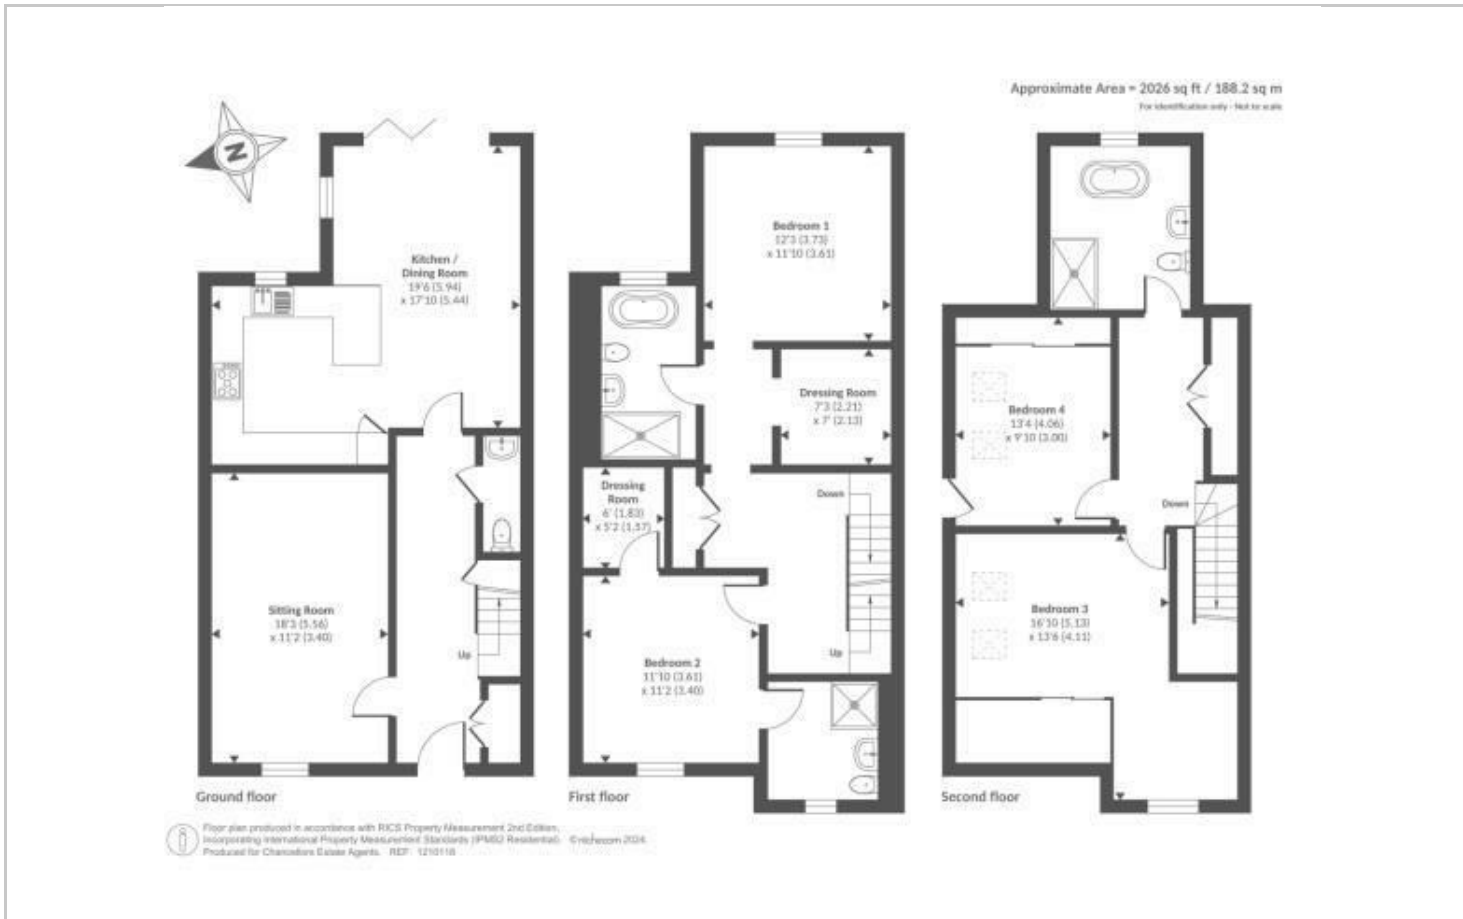 Approximate Area = 2026 sq ft / 188.2 sq m
For identification only - Not to scale
N
Kitchen /
Dining Room
19'6 (5.94)
x 17'10 (5.44)
Sitting Room
18'3 (5.56)
x 11'2 (3.40)
Up
Ground floor
Bedroom 1
12'3 (3.73)
x 11'10 (3.61)
Dressing Room
7'3 (2.21)
x 7' (2.13)
Dressing
Room
6' (1.83)
x 5'2 (1.57)
Down
Up
Bedroom 2
11'10 (3.61)
x 11'2 (3.40)
First floor
Bedroom 4
13'4 (4.06)
x 9'10 (3.00)
Down
Bedroom 3
16'10 (5.13)
x 13'6 (4.11)
Second floor
Floor plan produced in accordance with RICS Property Measurement 2nd Edition,
Incorporating International Property Measurement Standards (IPMS2 Residential). ©nichecom 2024.
Produced for Chancellors Estate Agents. REF: 1210118